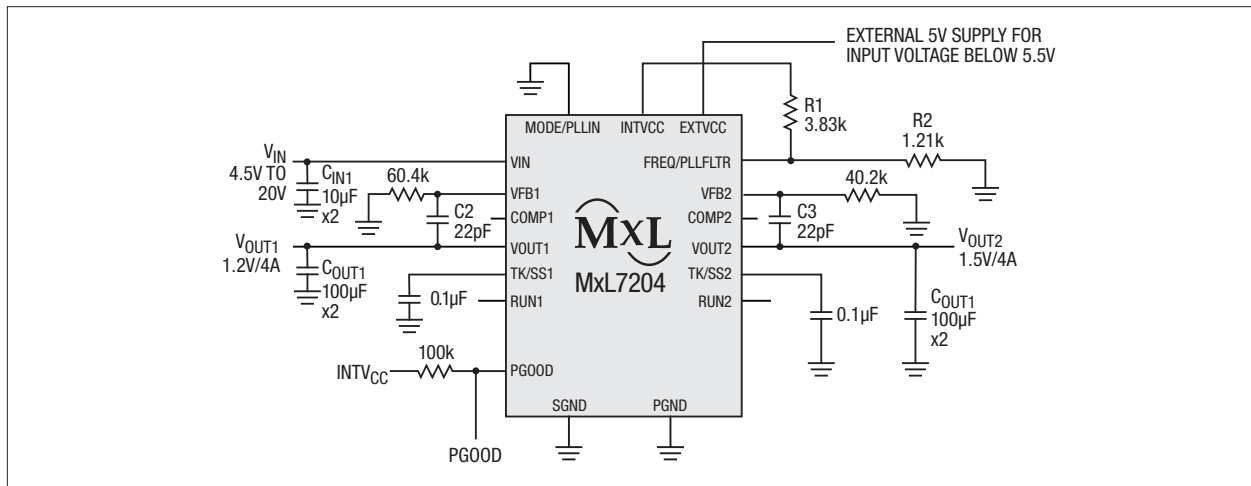 EXTERNAL 5V SUPPLY FOR
INPUT VOLTAGE BELOW 5.5V
R1
3.83k
R2
1.21k
MODE/PLLIN
INTVCC
EXTVCC
VIN
4.5V TO
20V
CIN1
10µF
x2
VIN
FREQ/PLLFLTR
60.4k
VFB1
VFB2
40.2k
C2
22pF
COMP1
MXL
COMP2
C3
22pF
VOUT1
1.2V/4A
VOUT1
VOUT2
VOUT2
1.5V/4A
COUT1
100µF
x2
TK/SS1
MxL7204
TK/SS2
0.1µF
RUN1
RUN2
0.1µF
COUT1
100µF
x2
INTVCC
100k
PGOOD
SGND
PGND
PGOOD